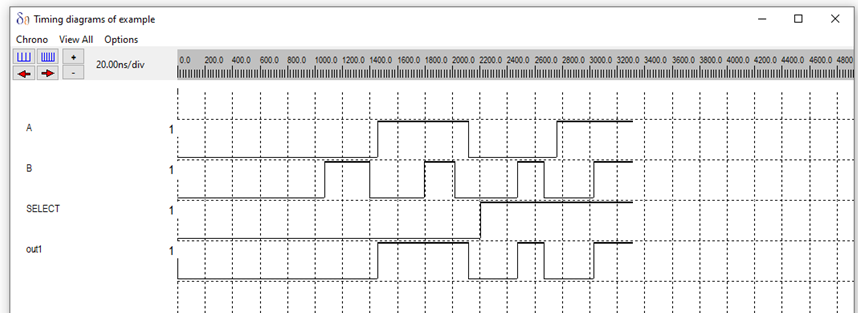 δ0 Timing diagrams of example
Chrono View All Options
+
-
20.00ns/div
0.0 200.0 400.0 600.0 800.0 1000.0 1200.0 1400.0 1600.0 1800.0 2000.0 2200.0 2400.0 2600.0 2800.0 3000.0 3200.0 3400.0 3600.0 3800.0 4000.0 4200.0 4400.0 4600.0 4800
A 1
B 1
SELECT 1
out1 1